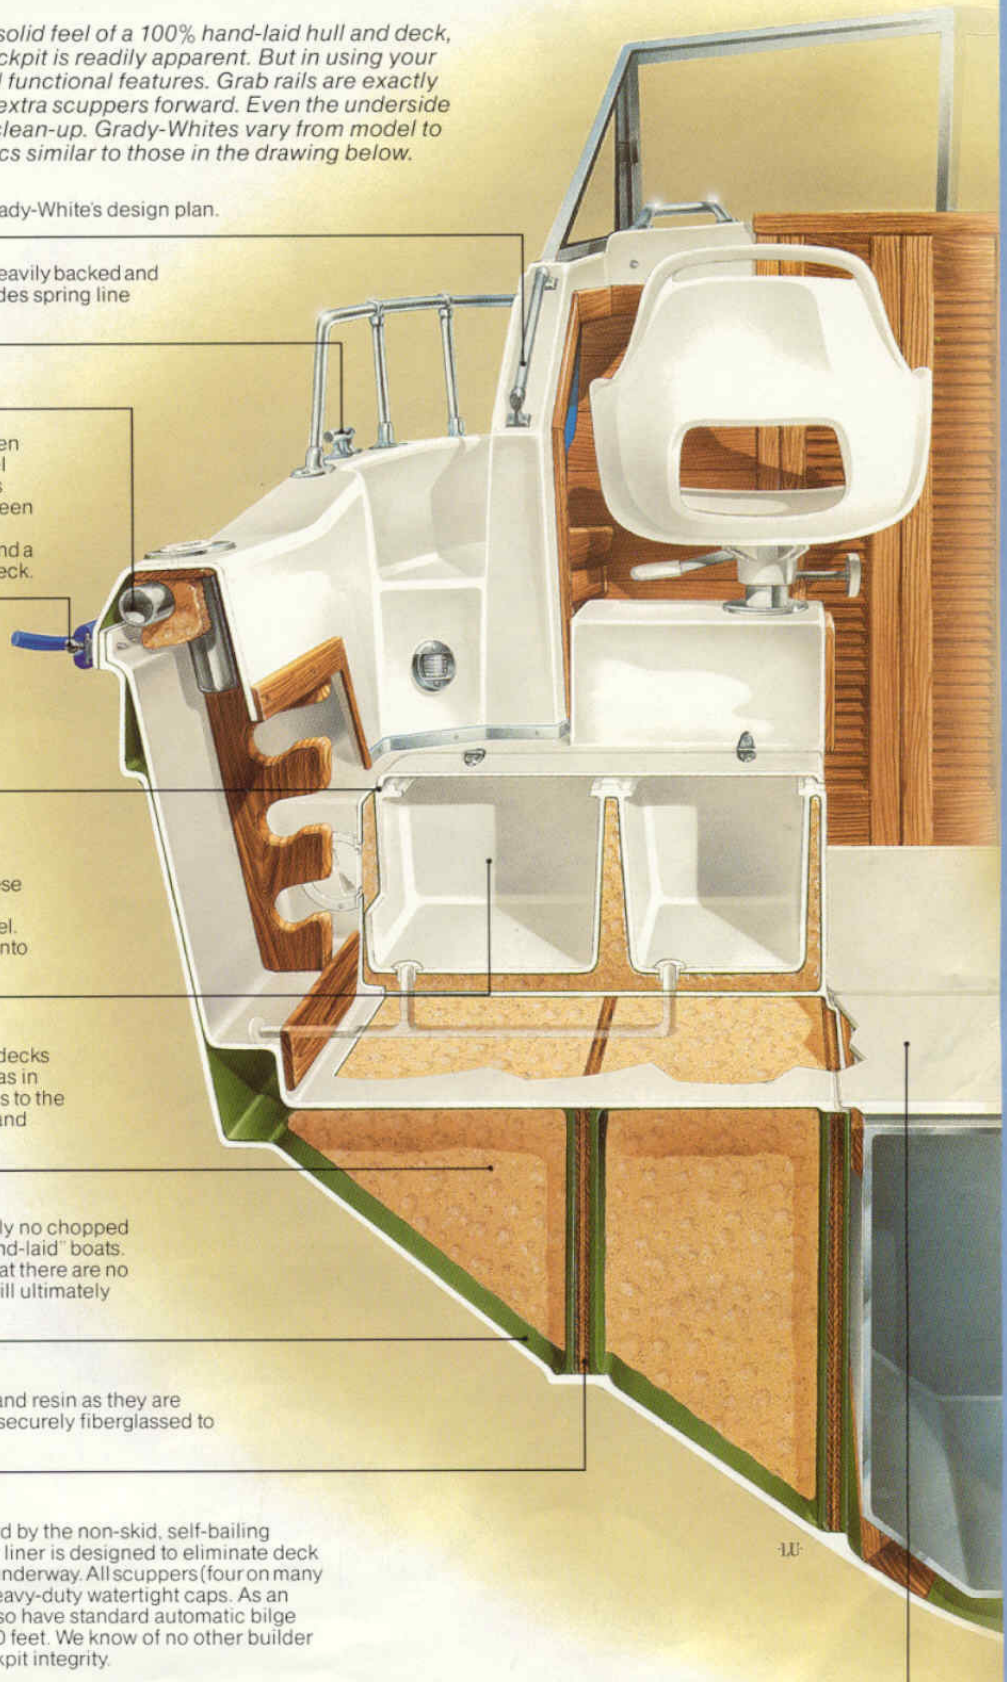 solid feel of a 100% hand-laid hull and deck,
ckpit is readily apparent. But in using your
functional features. Grab rails are exactly
extra scuppers forward. Even the underside
clean-up. Grady-Whites vary from model to
cs similar to those in the drawing below.
ady-White's design plan.
eavily backed and
des spring line
en
el
s
een
nd a
eck.
se
el.
nto
decks
as in
s to the
and
ly no chopped
nd-laid" boats.
at there are no
ill ultimately
and resin as they are
securely fiberglassed to
d by the non-skid, self-bailing
liner is designed to eliminate deck
nderway. All scuppers (four on many
eavy-duty watertight caps. As an
so have standard automatic bilge
0 feet. We know of no other builder
kpit integrity.
-LU-